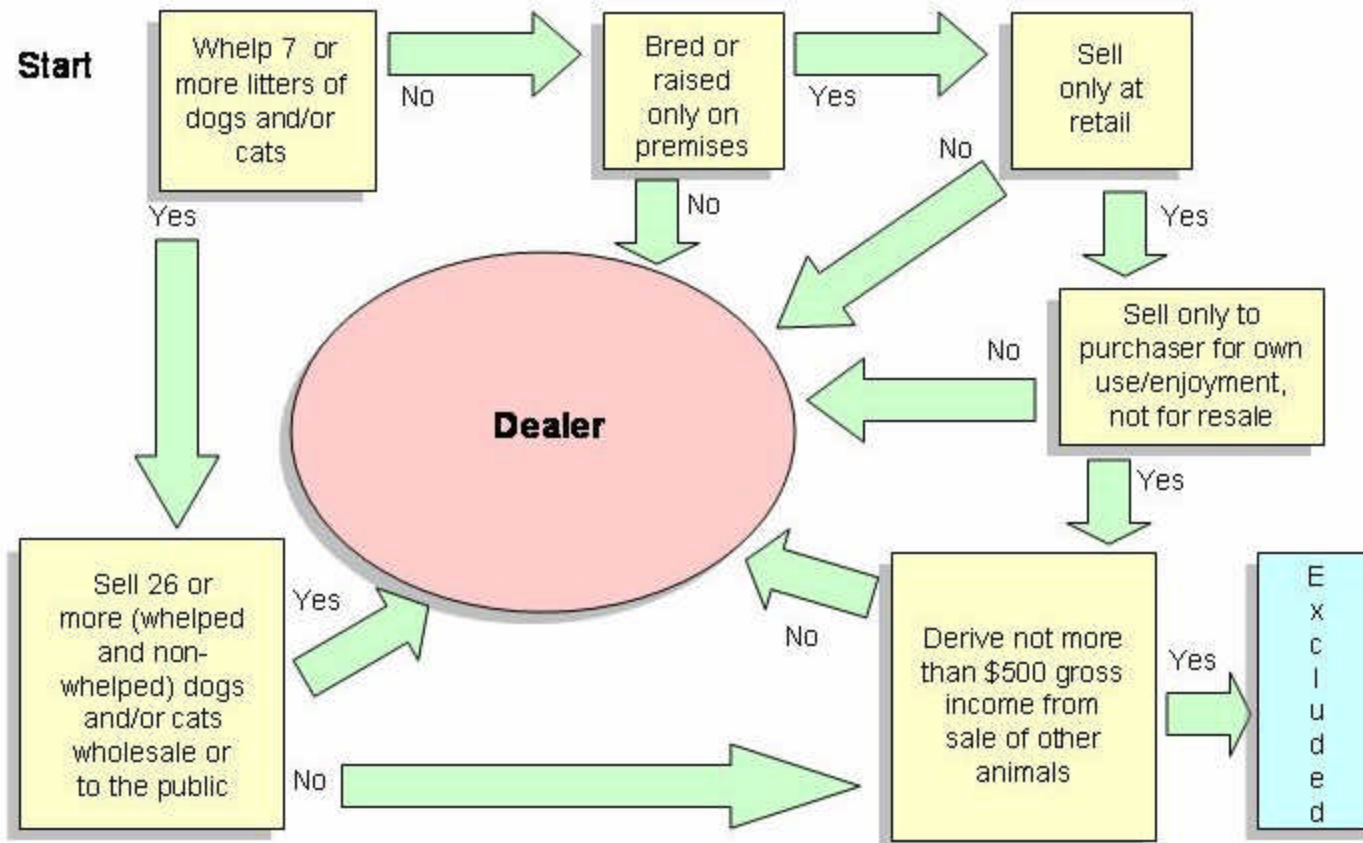 Start
Whelp 7 or
more litters of
dogs and/or
cats
No
Bred or
raised
only on
premises
Yes
Sell
only at
retail
No
No
Yes
Yes
Sell only to
purchaser for own
use/enjoyment,
not for resale
No
Dealer
Yes
Sell 26 or
more (whelped
and non-
whelped) dogs
and/or cats
wholesale or
to the public
Yes
No
No
Derive not more
than $500 gross
income from
sale of other
animals
Yes
E
x
c
l
u
d
e
d